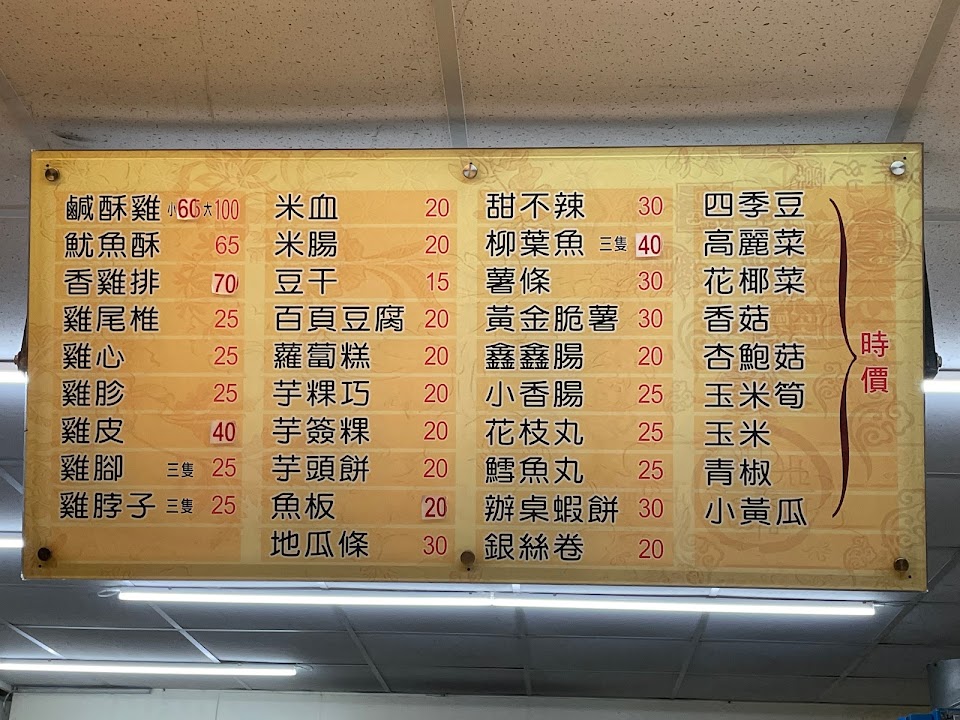 鹹酥雞 小60 大100
魷魚酥 65
香雞排 70
雞尾椎 25
雞心 25
雞胗 25
雞皮 40
雞腳 三隻 25
雞脖子 三隻 25
米血 20
米腸 20
豆干 15
百頁豆腐 20
蘿蔔糕 20
芋粿巧 20
芋簽粿 20
芋頭餅 20
魚板 20
地瓜條 30
甜不辣 30
柳葉魚 三隻 40
薯條 30
黃金脆薯 30
鑫鑫腸 20
小香腸 25
花枝丸 25
鱈魚丸 25
辦桌蝦餅 30
銀絲卷 20
四季豆
高麗菜
花椰菜
香菇
杏鮑菇
玉米筍
玉米
青椒
小黃瓜
時價